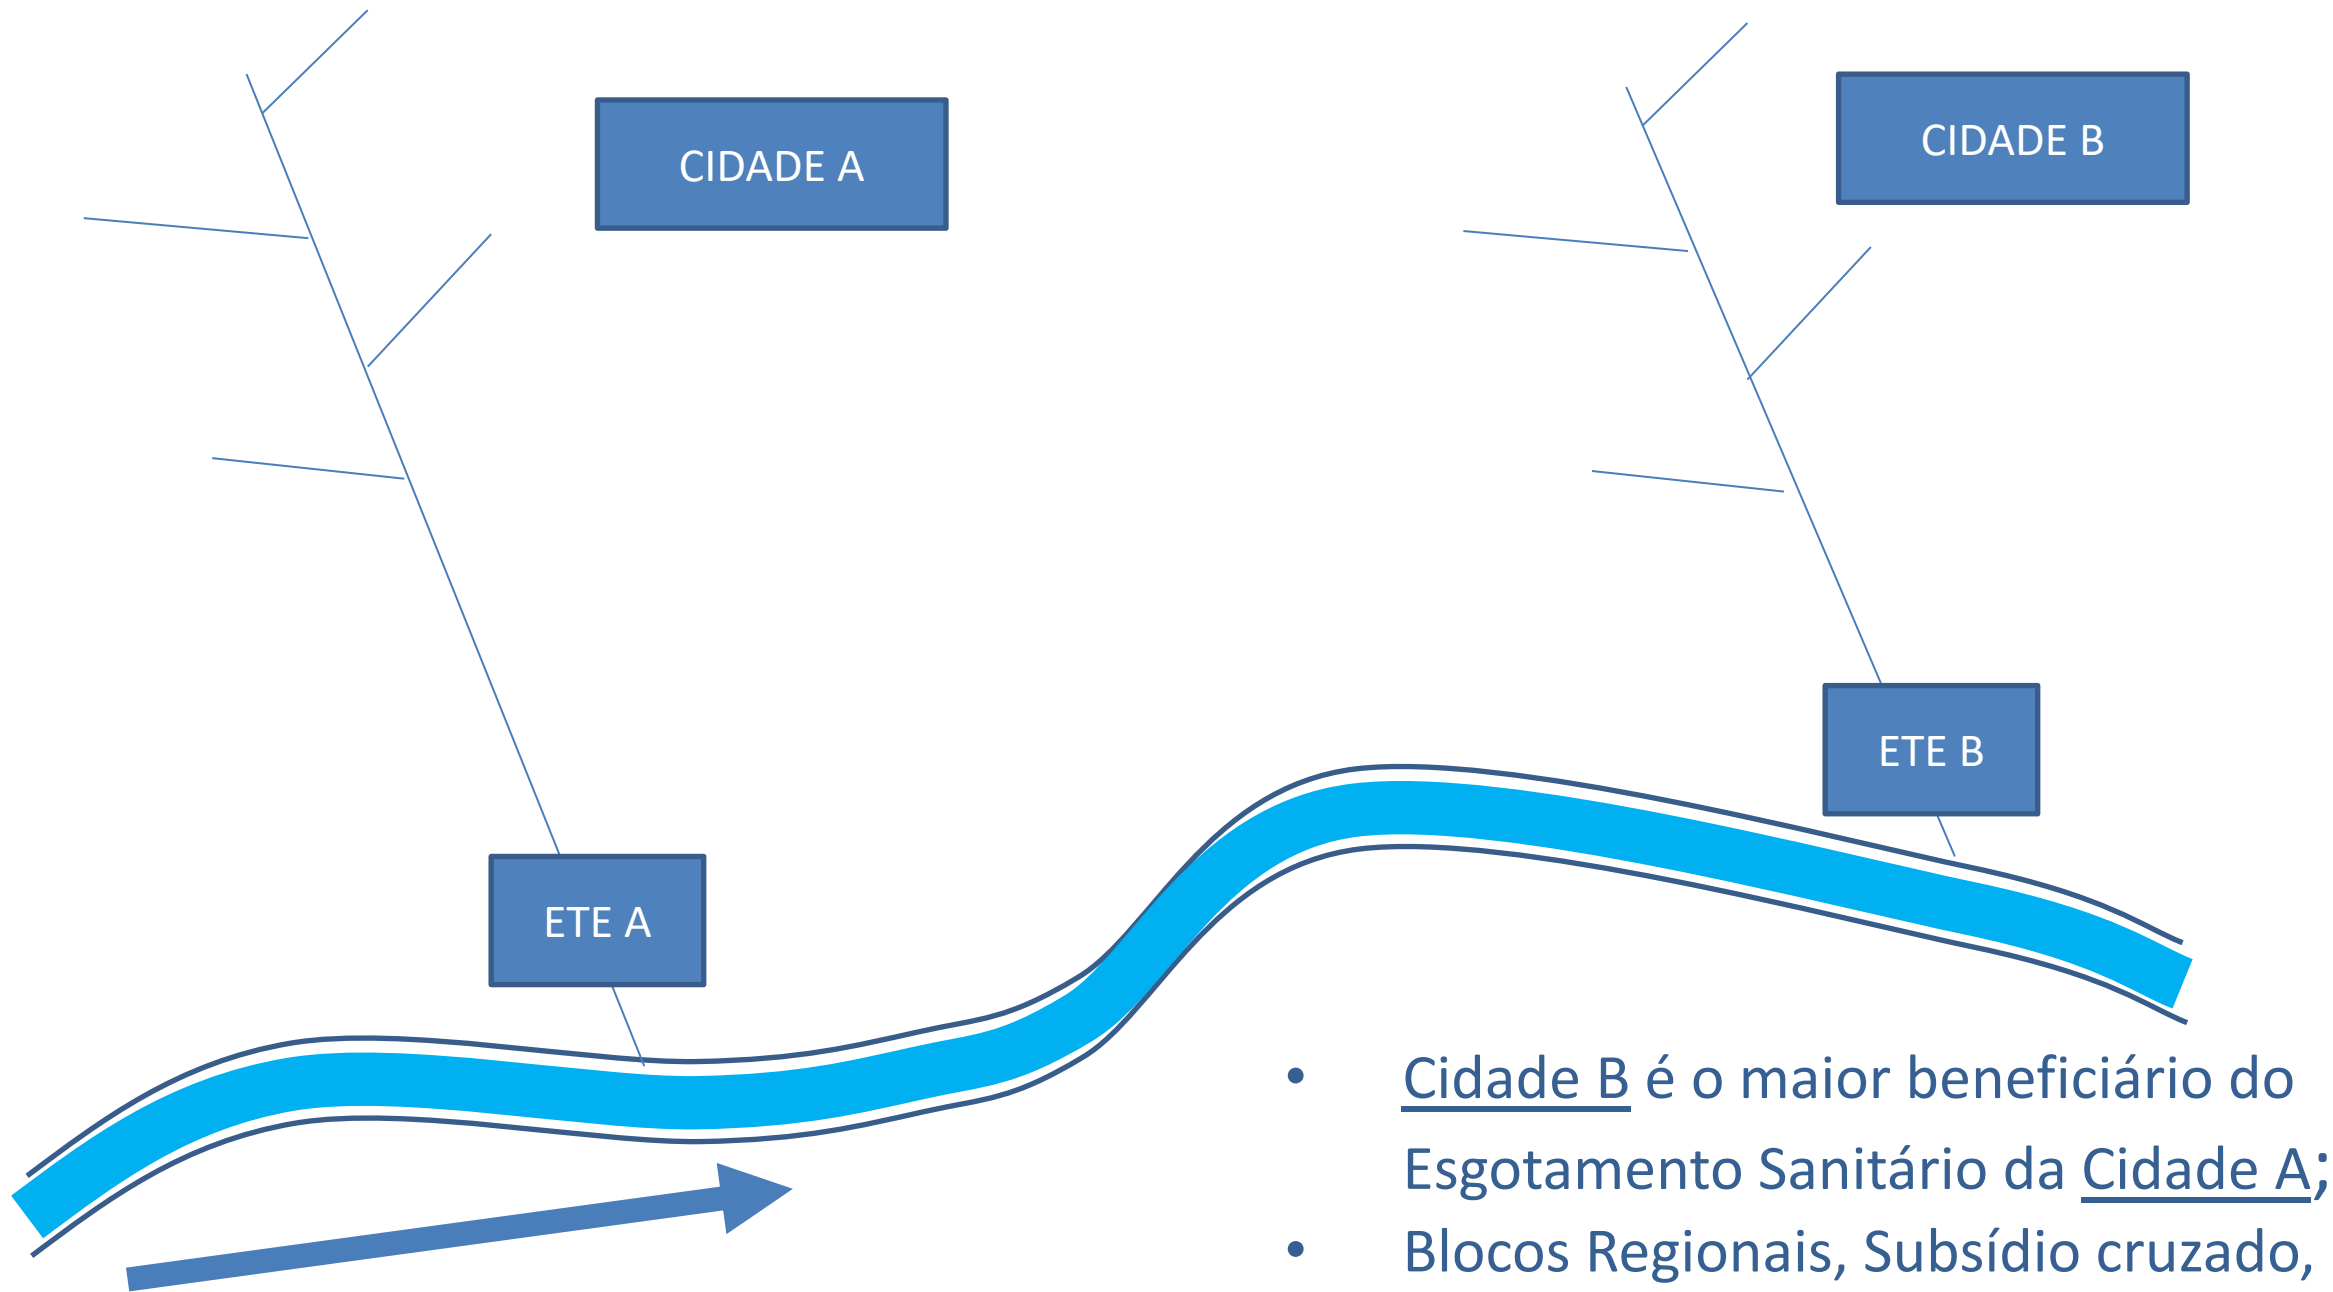 CIDADE A
CIDADE B
ETE B
ETE A
• Cidade B é o maior beneficiário do
Esgotamento Sanitário da Cidade A;
• Blocos Regionais, Subsídio cruzado,